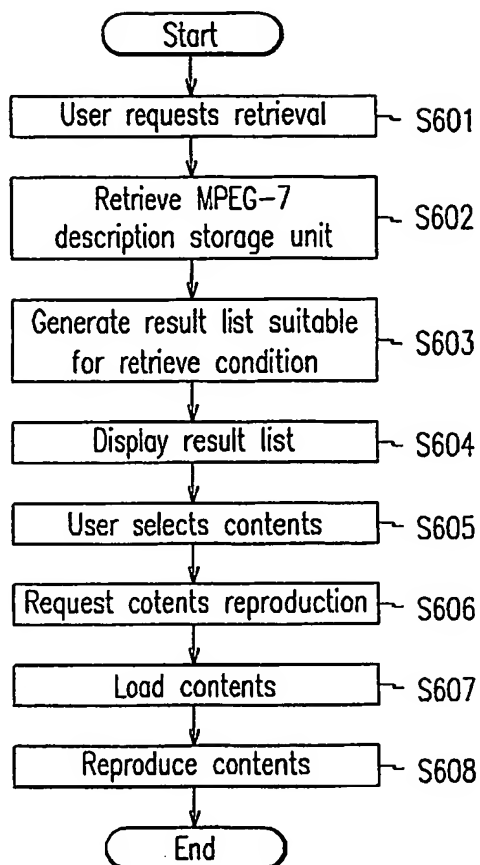 Start
User requests retrieval S601
Retrieve MPEG-7
description storage unit S602
Generate result list suitable
for retrieve condition S603
Display result list S604
User selects contents S605
Request cotents reproduction S606
Load contents S607
Reproduce contents S608
End